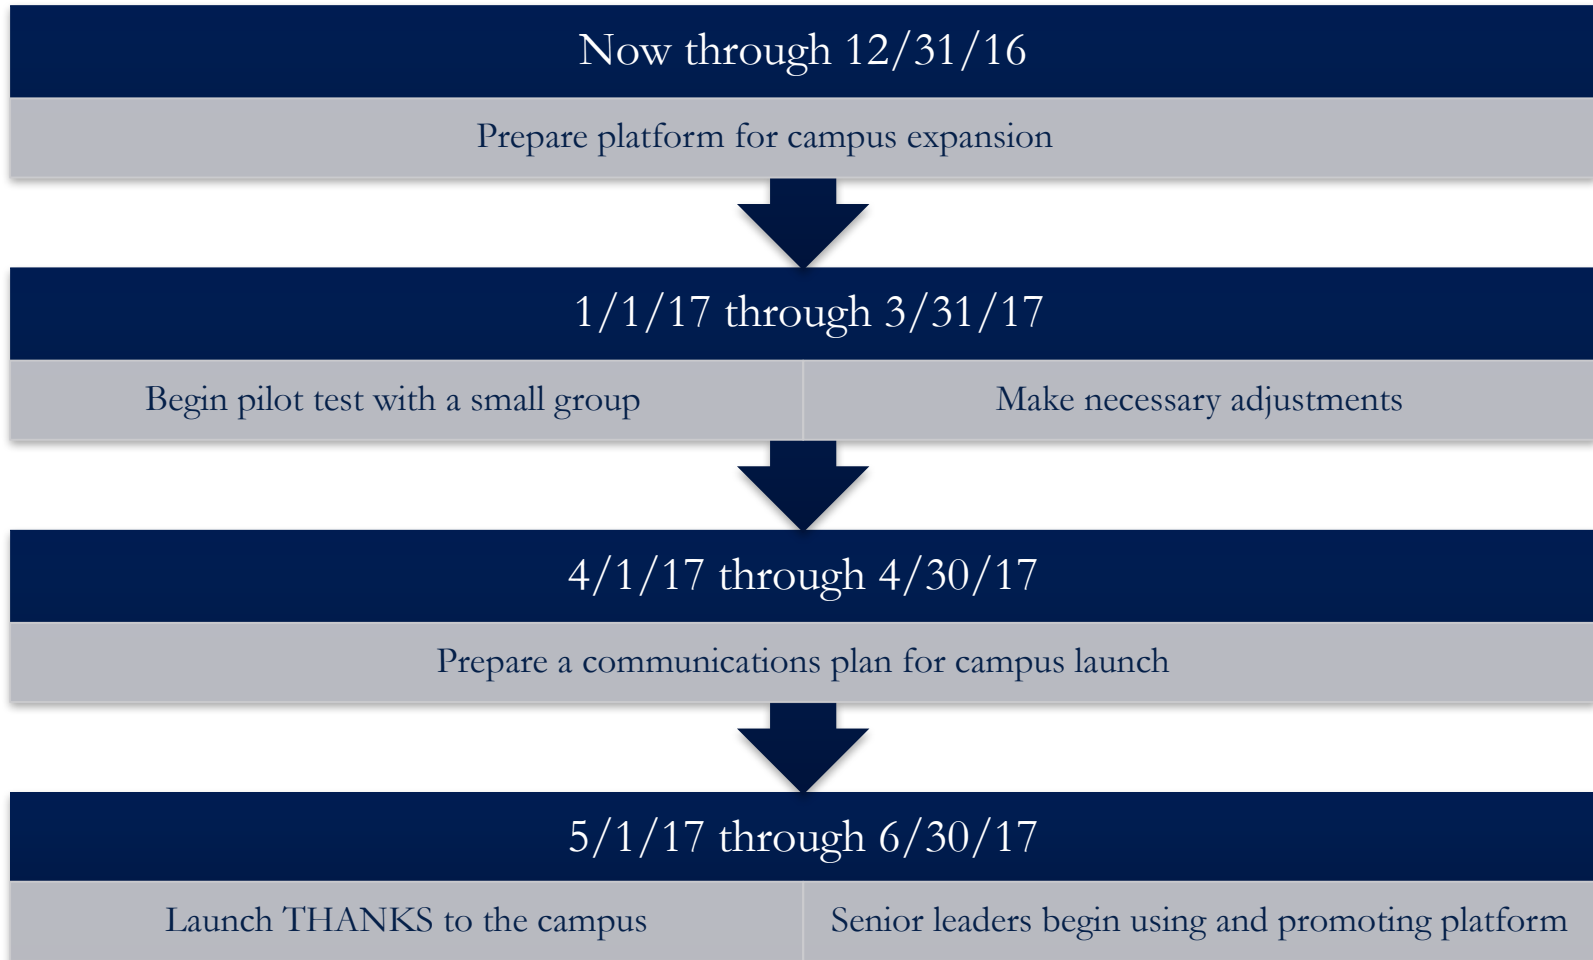 Now through 12/31/16
Prepare platform for campus expansion
1/1/17 through 3/31/17
Begin pilot test with a small group
Make necessary adjustments
4/1/17 through 4/30/17
Prepare a communications plan for campus launch
5/1/17 through 6/30/17
Launch THANKS to the campus
Senior leaders begin using and promoting platform